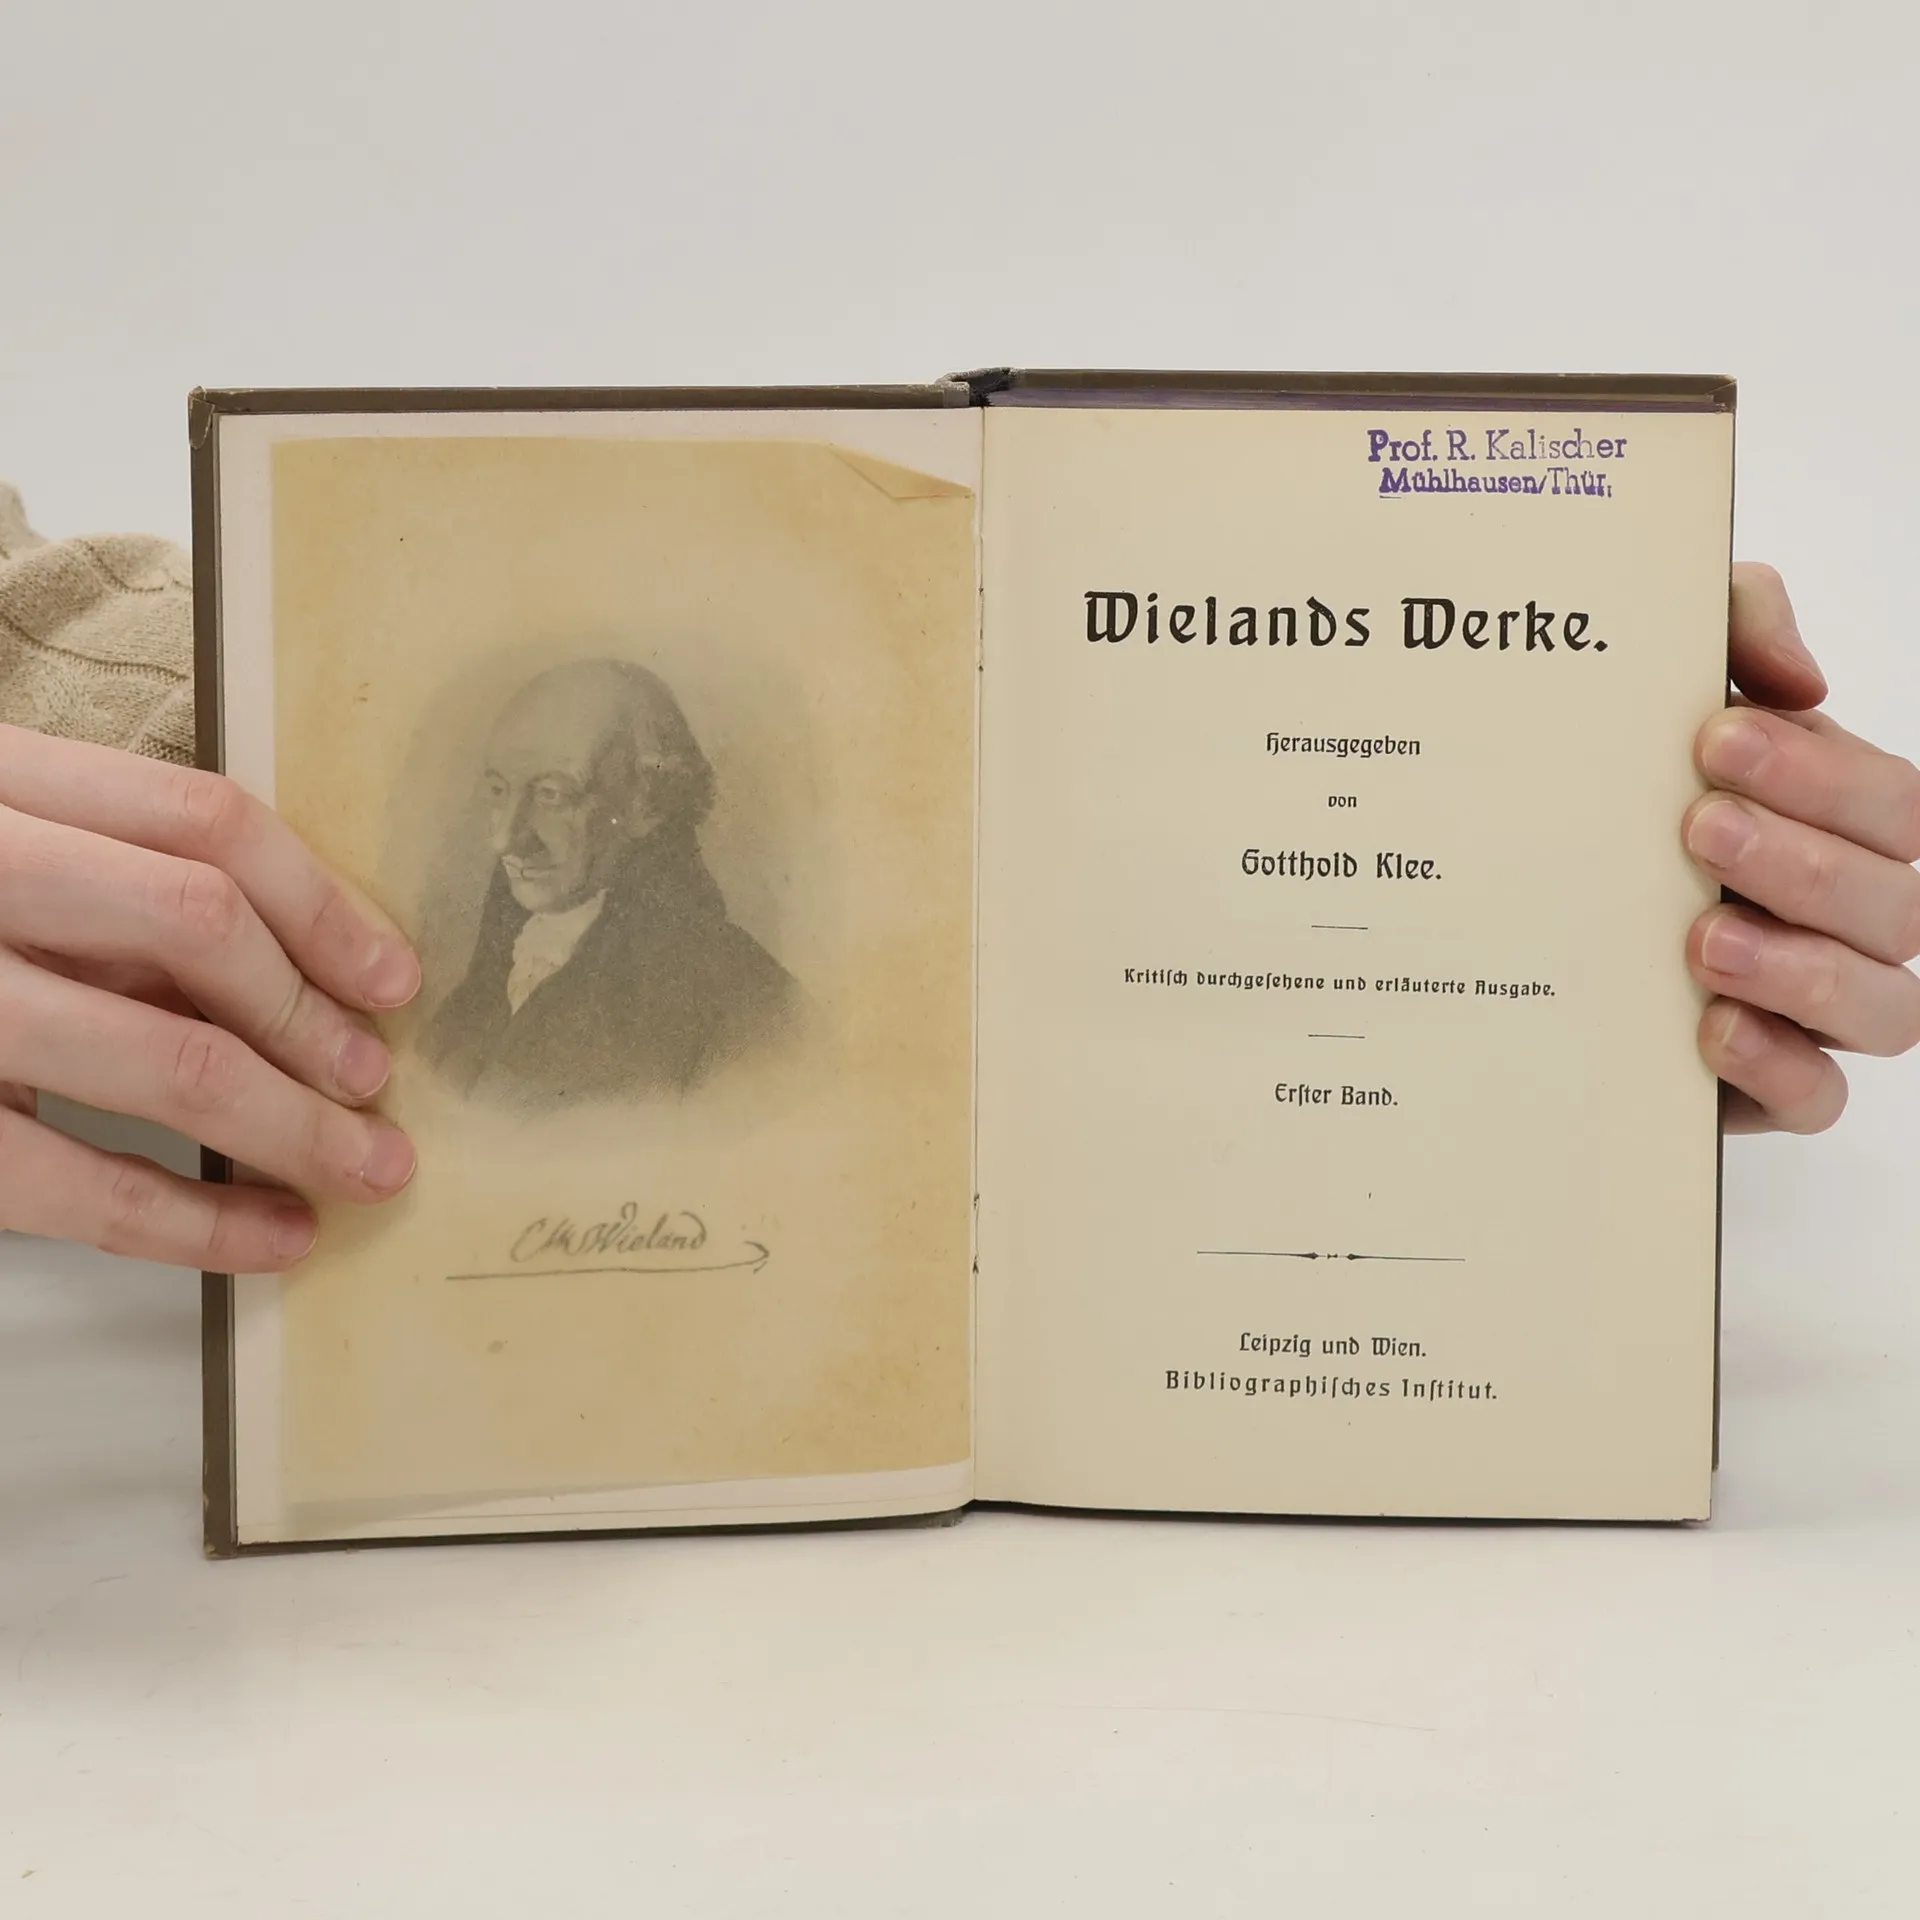 CMWieland
Prof. R. Kalischer
Mühlhausen/Thür.
Wielands Werke.
Herausgegeben
von
Gotthold Klee.
Kritiſch durchgeſehene und erläuterte Ausgabe.
Erſter Band.
Leipzig und Wien.
Bibliographiſches Inſtitut.